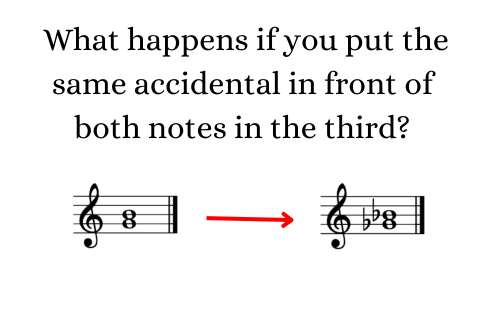 What happens if you put the
same accidental in front of
both notes in the third?